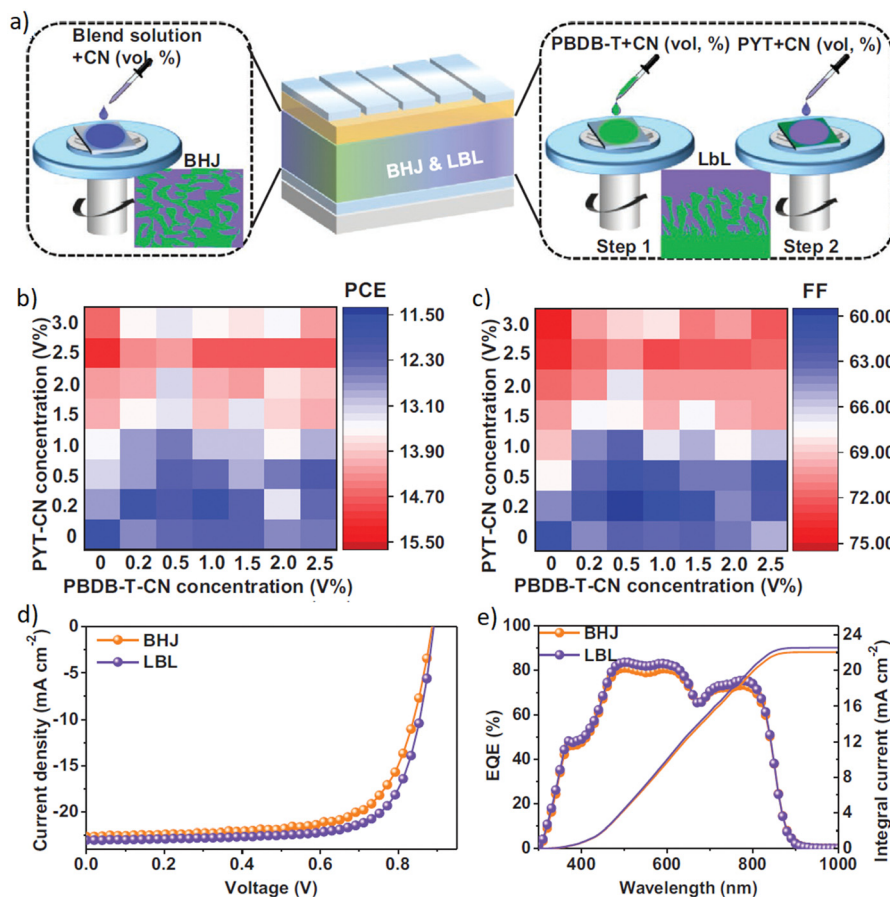 a)
Blend solution
+CN (vol, %)
BHJ
BHJ & LBL
PBDB-T+CN (vol, %) PYT+CN (vol, %)
LbL
Step 1 Step 2
b)
PCE
PYT-CN concentration (V%)
3.0
2.5
2.0
1.5
1.0
0.5
0.2
0
0 0.2 0.5 1.0 1.5 2.0 2.5
PBDB-T-CN concentration (V%)
11.50
12.30
13.10
13.90
14.70
15.50
c)
FF
PYT-CN concentration (V%)
3.0
2.5
2.0
1.5
1.0
0.5
0.2
0
0 0.2 0.5 1.0 1.5 2.0 2.5
PBDB-T-CN concentration (V%)
60.00
63.00
66.00
69.00
72.00
75.00
d)
BHJ
LBL
Current density (mA cm-2)
0
-5
-10
-15
-20
0.0 0.2 0.4 0.6 0.8
Voltage (V)
e)
BHJ
LBL
EQE (%)
100
80
60
40
20
0
400 600 800 1000
Wavelength (nm)
24
20
16
12
8
4
0
Integral current (mA cm-2)